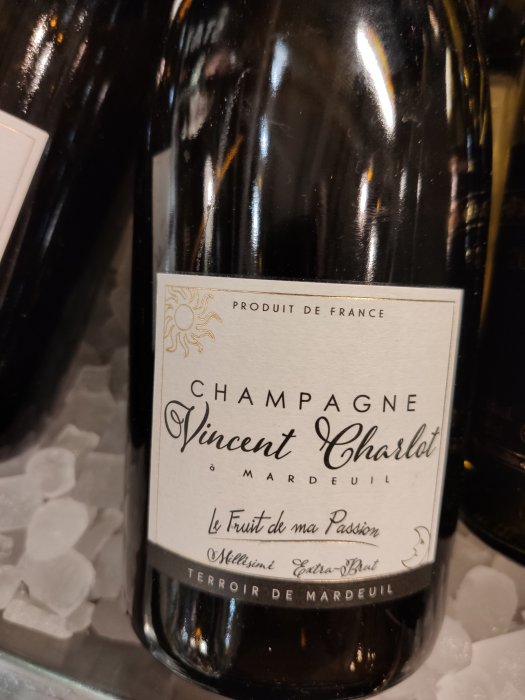 PRODUIT DE FRANCE
CHAMPAGNE
Vincent Charlot
à MARDEUIL
Le Fruit de ma Passion
Millésimé Extra-Brut
TERROIR DE MARDEUIL